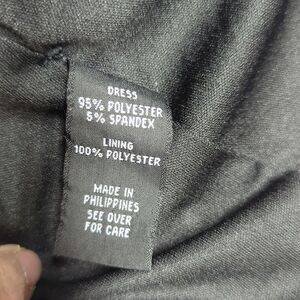 DRESS
95% POLYESTER
5% SPANDEX
LINING
100% POLYESTER
MADE IN
PHILIPPINES
SEE OVER
FOR CARE